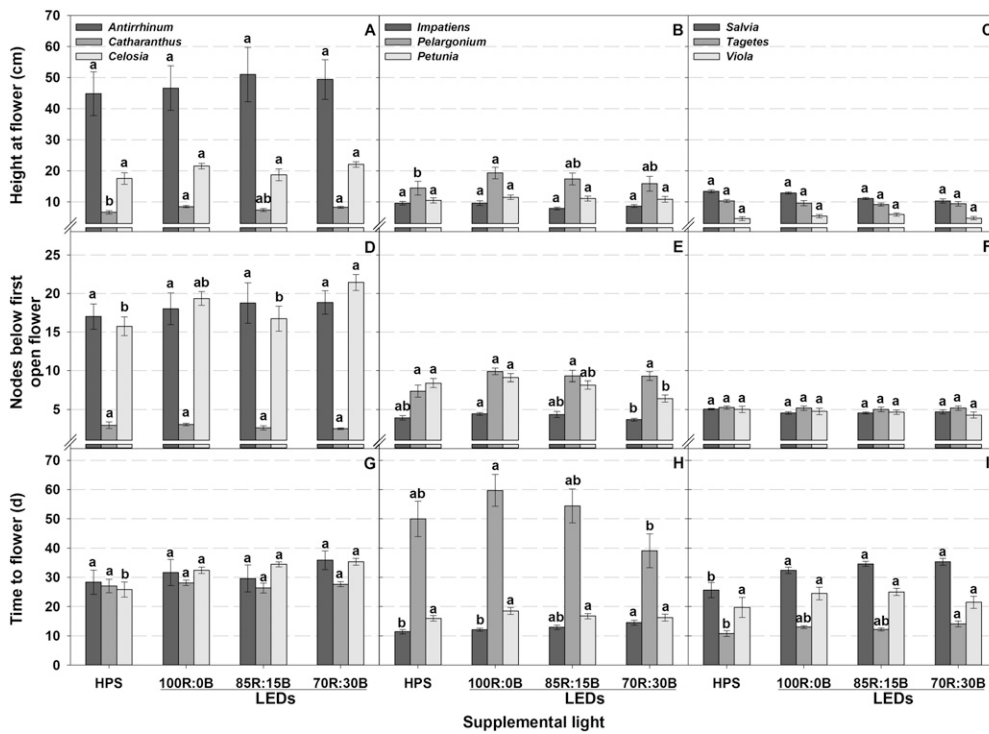 Height at flower (cm)
70
60
50
40
30
20
10
Antirrhinum
Catharanthus
Celosia
A
a b a a a a a ab a a a a
Impatiens
Pelargonium
Petunia
B
a b a a a a a ab a a ab a
Salvia
Tagetes
Viola
C
a a a a a a a a a a a a
Nodes below first
open flower
25
20
15
10
5
D
a a b a a ab a a b a a a
E
ab a a a a a ab a ab b a b
F
a a a a a a a a a a a a
Time to flower (d)
70
60
50
40
30
20
10
0
G
a a b a a a a a a a a a
H
b ab a b a a a ab a a b a
I
b b a a ab a a ab a a a a
HPS 100R:0B 85R:15B 70R:30B HPS 100R:0B 85R:15B 70R:30B HPS 100R:0B 85R:15B 70R:30B
LEDs LEDs LEDs
Supplemental light